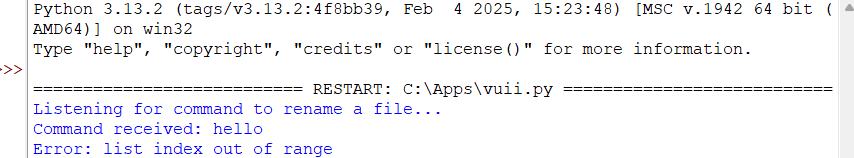 Python 3.13.2 (tags/v3.13.2:4f8bb39, Feb  4 2025, 15:23:48) [MSC v.1942 64 bit (
AMD64)] on win32
Type "help", "copyright", "credits" or "license()" for more information.
>>>
=========================== RESTART: C:\Apps\vuii.py ===========================
Listening for command to rename a file...
Command received: hello
Error: list index out of range